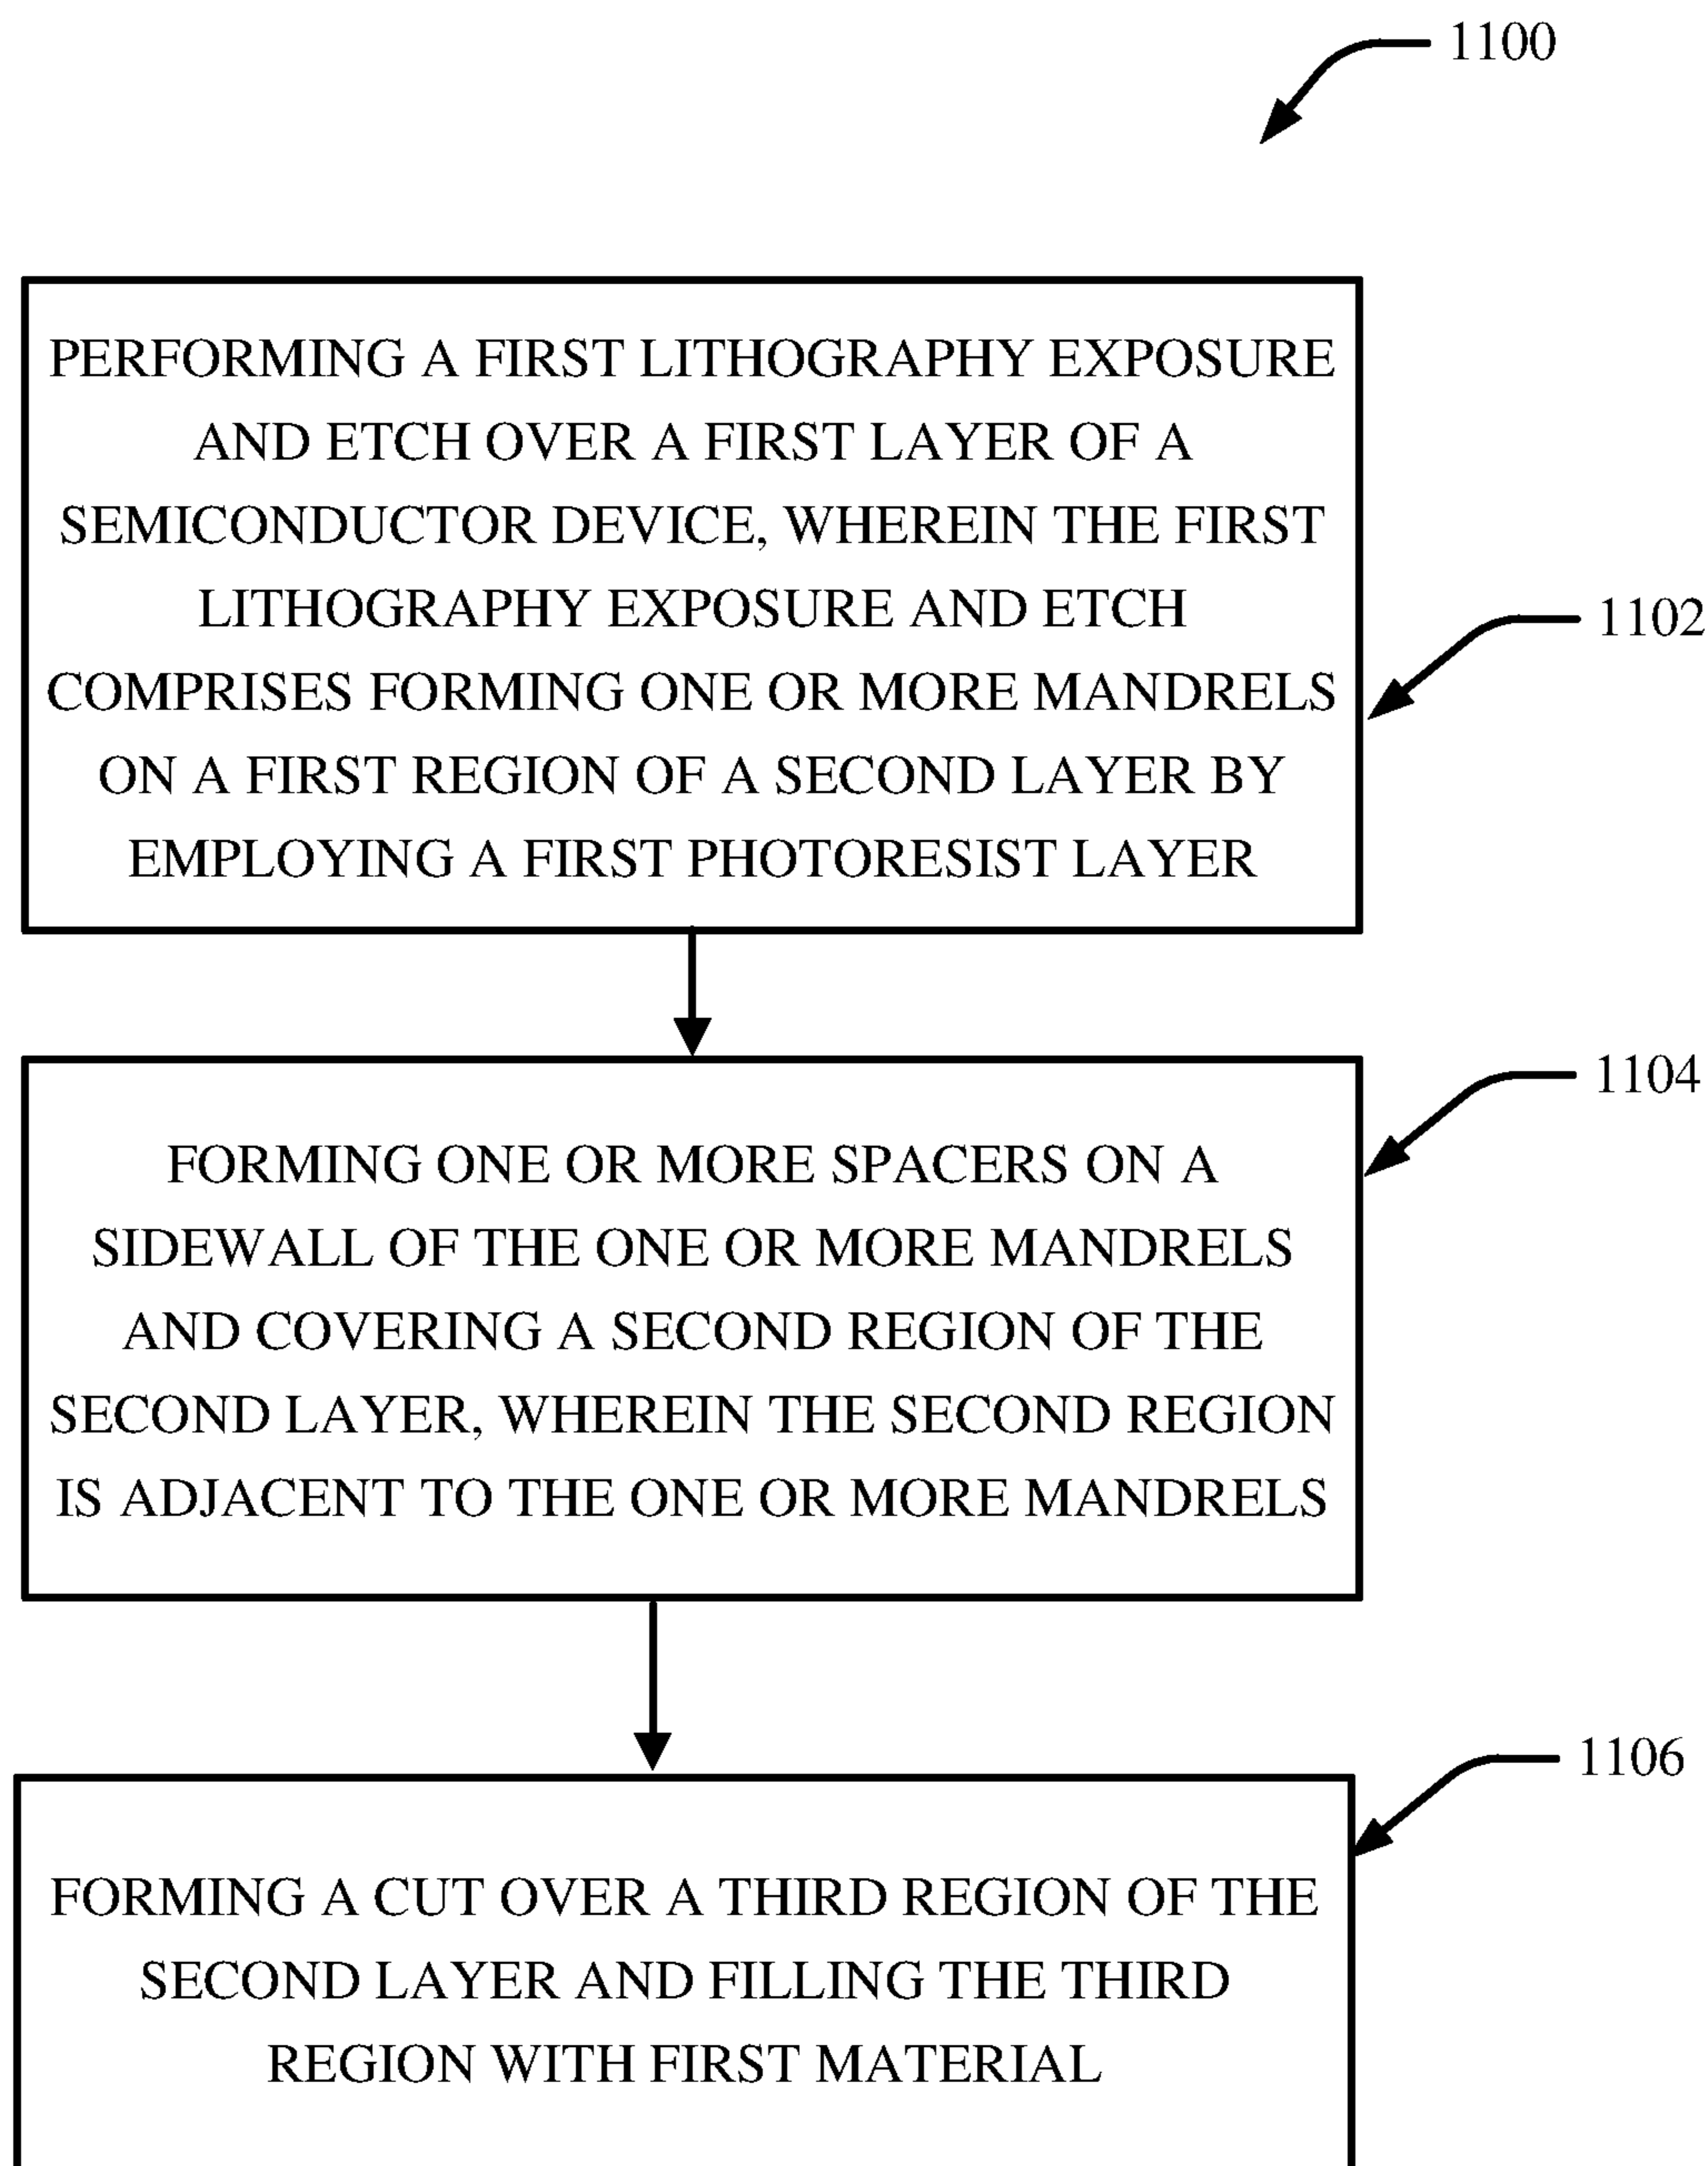 1100
PERFORMING A FIRST LITHOGRAPHY EXPOSURE
AND ETCH OVER A FIRST LAYER OF A
SEMICONDUCTOR DEVICE, WHEREIN THE FIRST
LITHOGRAPHY EXPOSURE AND ETCH
COMPRISES FORMING ONE OR MORE MANDRELS
ON A FIRST REGION OF A SECOND LAYER BY
EMPLOYING A FIRST PHOTORESIST LAYER
1102
FORMING ONE OR MORE SPACERS ON A
SIDEWALL OF THE ONE OR MORE MANDRELS
AND COVERING A SECOND REGION OF THE
SECOND LAYER, WHEREIN THE SECOND REGION
IS ADJACENT TO THE ONE OR MORE MANDRELS
1104
FORMING A CUT OVER A THIRD REGION OF THE
SECOND LAYER AND FILLING THE THIRD
REGION WITH FIRST MATERIAL
1106